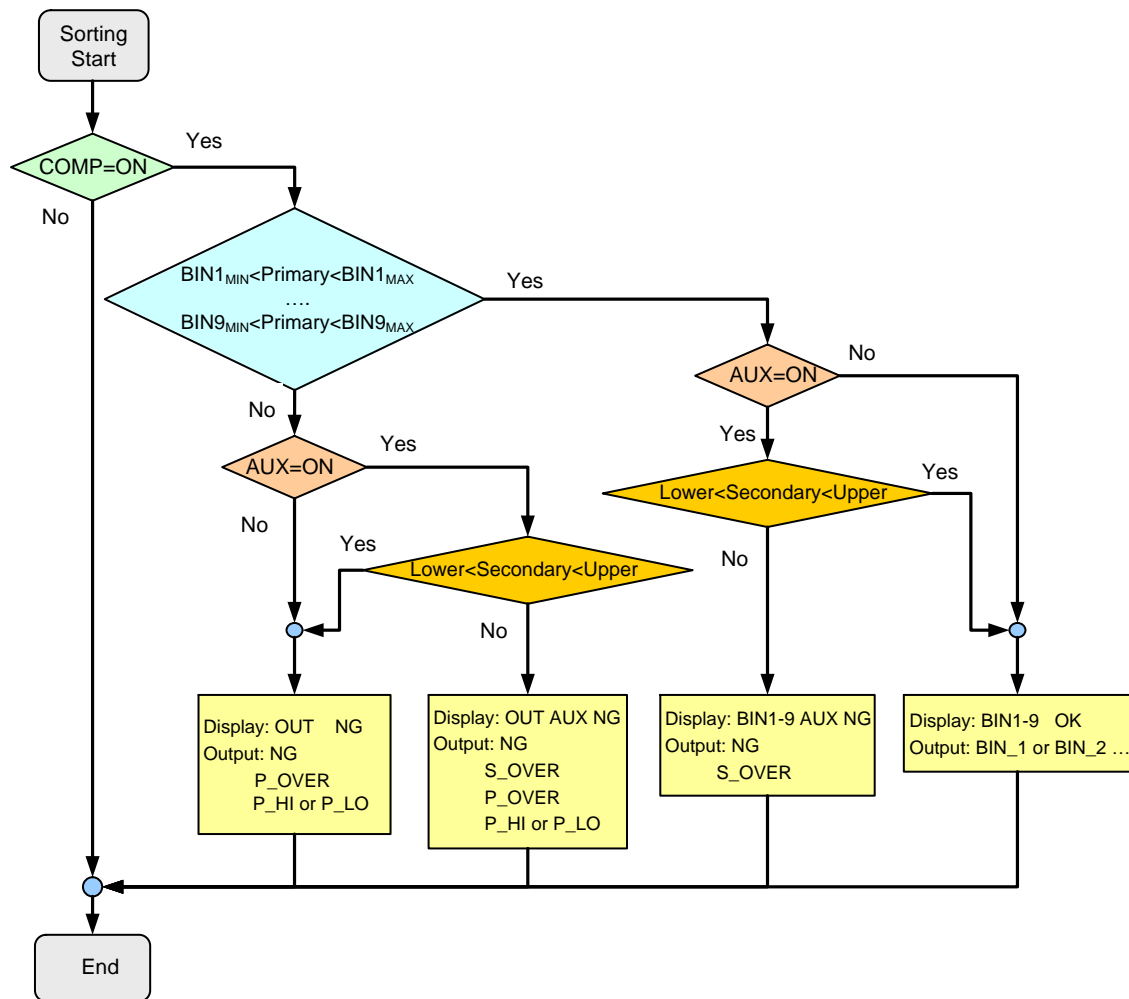 Sorting
Start
COMP=ON
Yes
No
BIN1MIN<Primary<BIN1MAX
....
BIN9MIN<Primary<BIN9MAX
Yes
No
AUX=ON
No
Yes
AUX=ON
Yes
No
Lower<Secondary<Upper
Yes
No
Lower<Secondary<Upper
Yes
No
Display: OUT NG
Output: NG
P_OVER
P_HI or P_LO
Display: OUT AUX NG
Output: NG
S_OVER
P_OVER
P_HI or P_LO
Display: BIN1-9 AUX NG
Output: NG
S_OVER
Display: BIN1-9 OK
Output: BIN_1 or BIN_2 ...
End